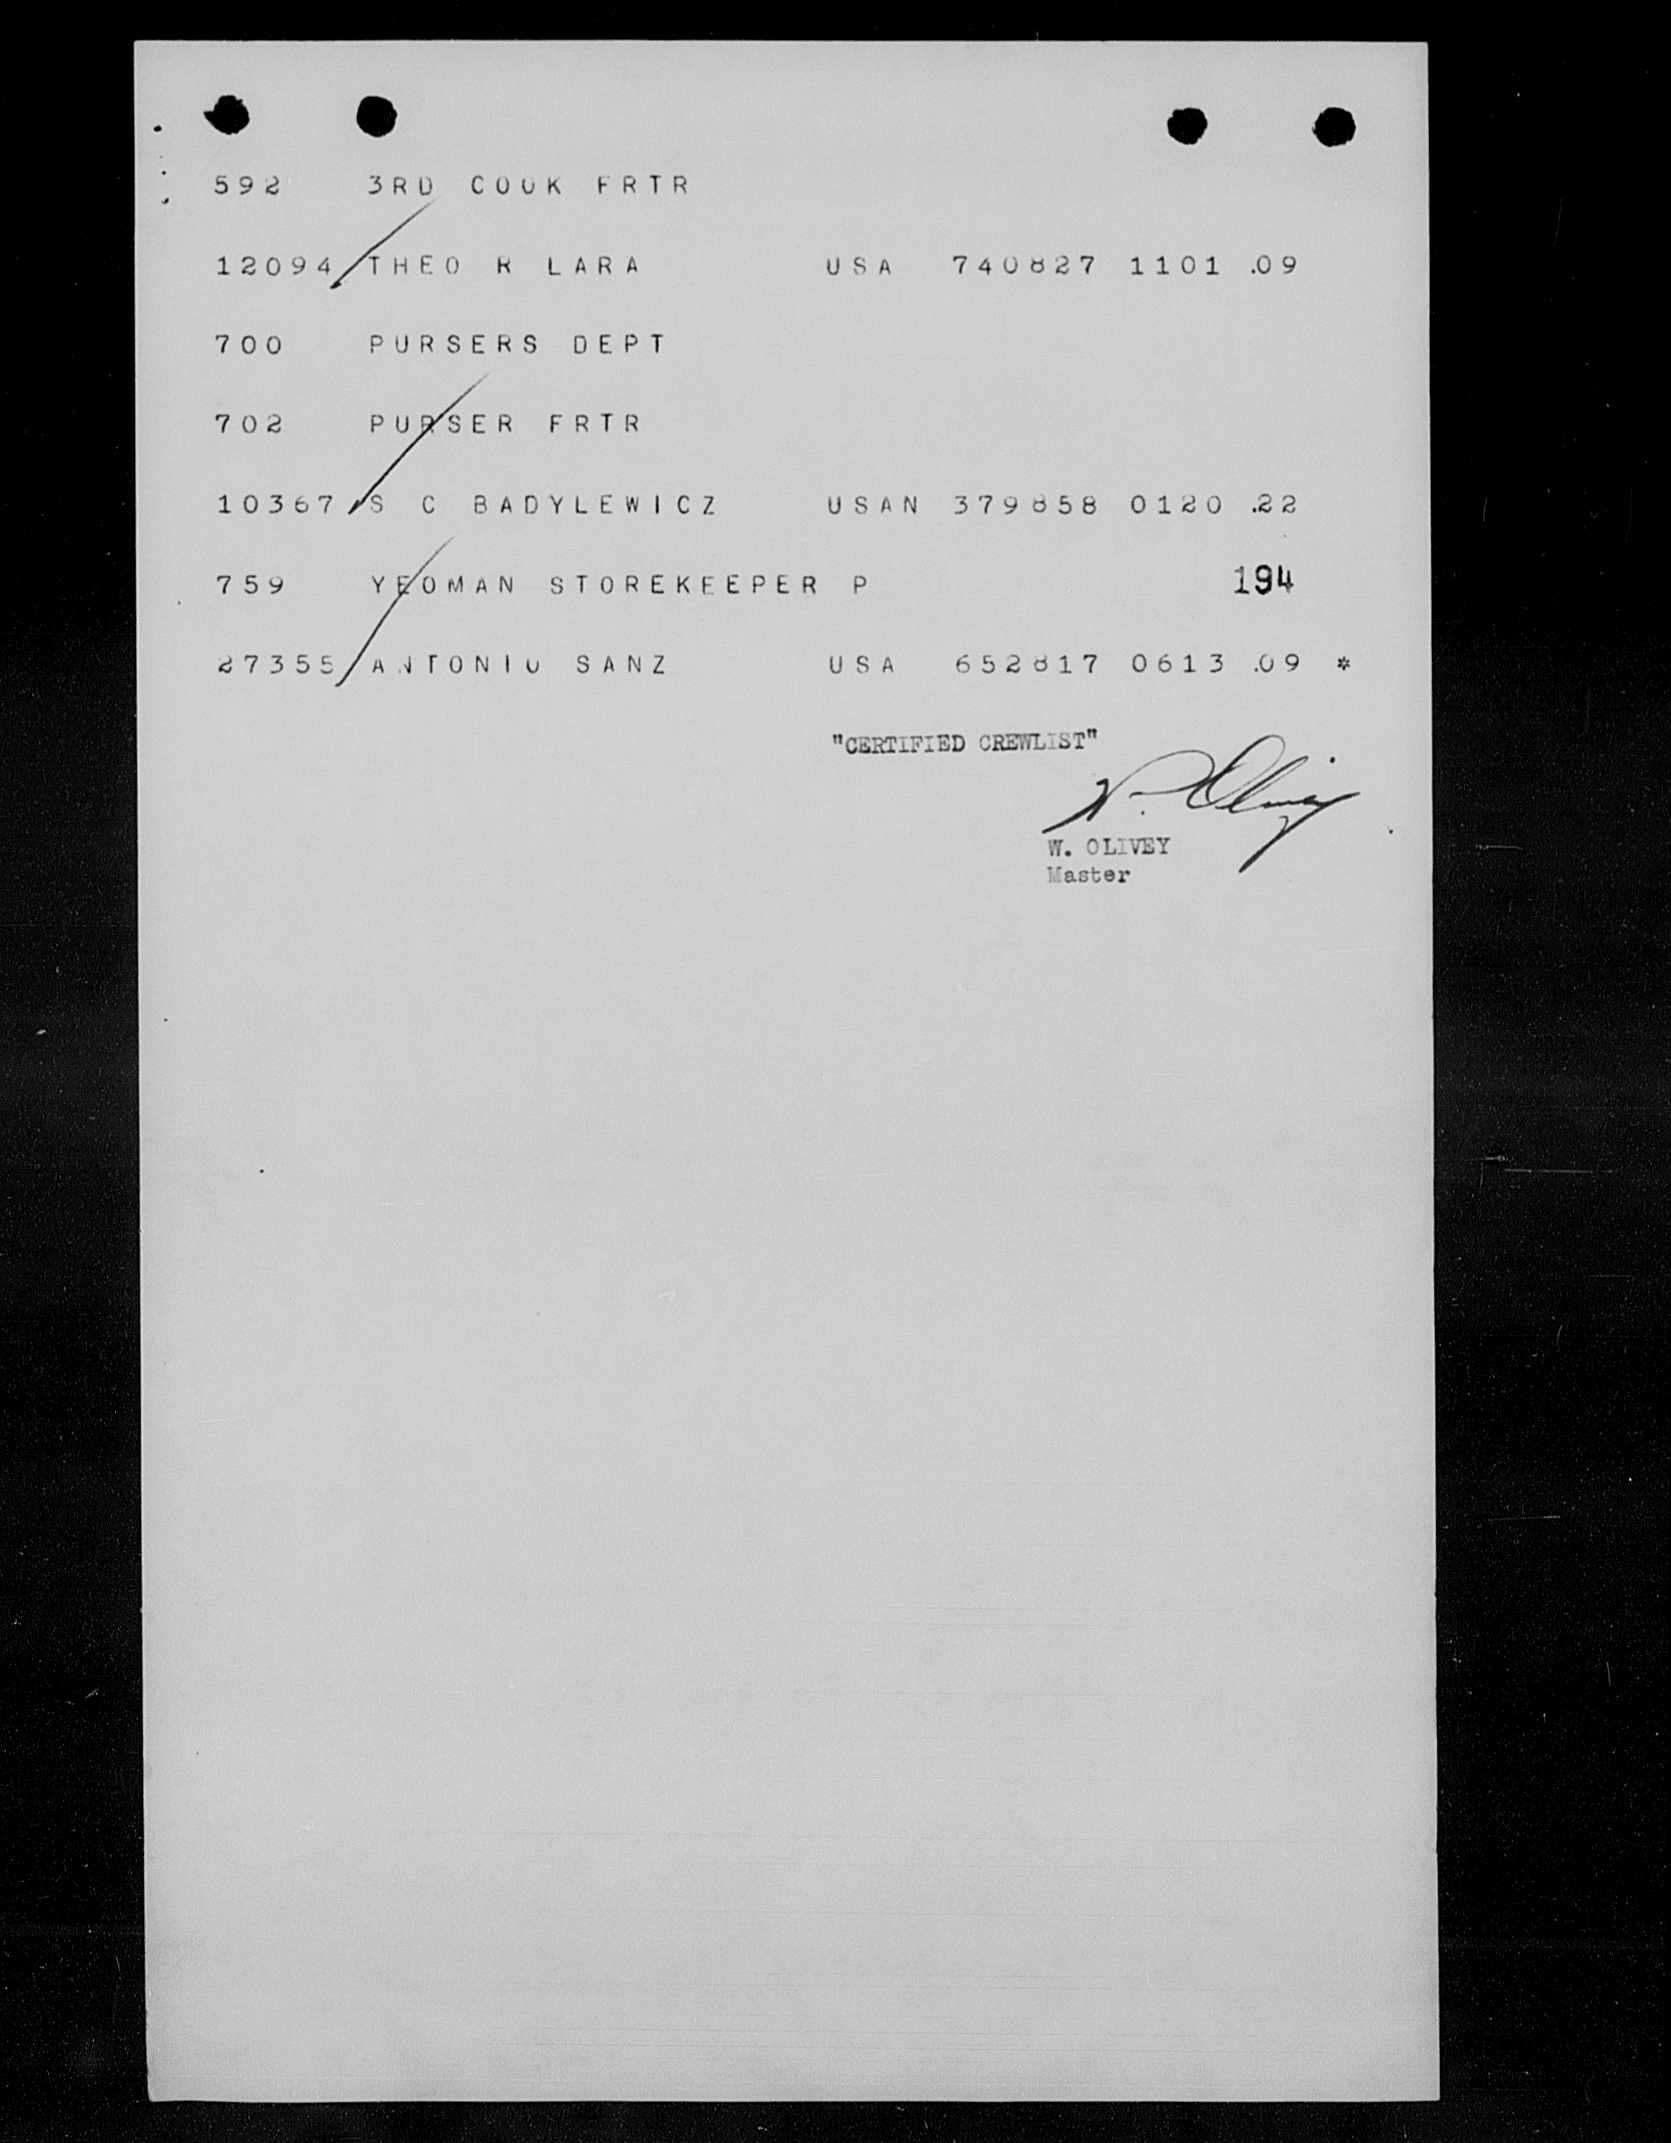 592 3RD COOK FRTR
12094 THEO R LARA USA 740827 1101 .09
700 PURSERS DEPT
702 PURSER FRTR
10367 S C BADYLEWICZ USAN 379858 0120 .22
759 YEOMAN STOREKEEPER P 194
27355 ANTONIO SANZ USA 652817 0613 .09 *
"CERTIFIED CREWLIST"
W. Olivey
W. OLIVEY
Master